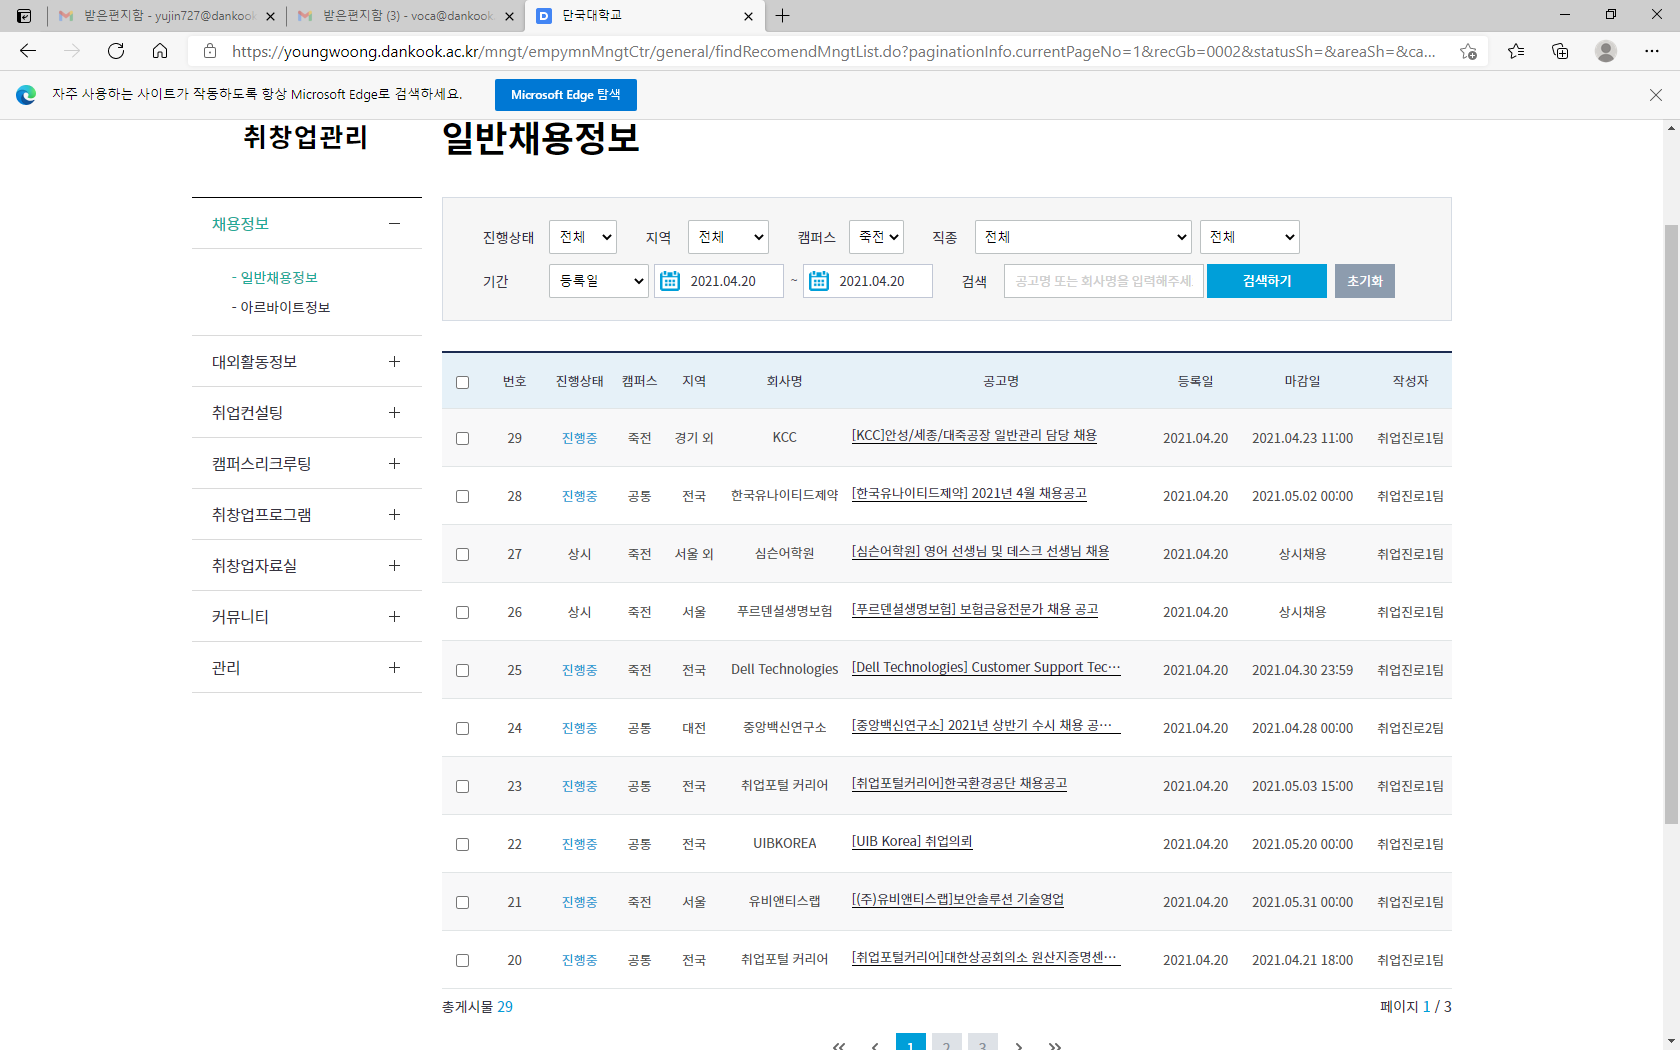 받은편지함 - yujin727@dankook
받은편지함 (3) - voca@dankook.
단국대학교
https://youngwoong.dankook.ac.kr/mngt/empymnMngtCtr/general/findRecomendMngtList.do?paginationInfo.currentPageNo=1&recGb=0002&statusSh=&areaSh=&ca...
자주 사용하는 사이트가 작동하도록 항상 Microsoft Edge로 검색하세요.
Microsoft Edge 탐색
취창업관리
일반채용정보
채용정보
- 일반채용정보
- 아르바이트정보
대외활동정보
취업컨설팅
캠퍼스리크루팅
취창업프로그램
취창업자료실
커뮤니티
관리
진행상태 전체 지역 전체 캠퍼스 죽전 직종 전체 전체
기간 등록일 2021.04.20 ~ 2021.04.20 검색 공고명 또는 회사명을 입력해주세. 검색하기 초기화
번호 진행상태 캠퍼스 지역 회사명 공고명 등록일 마감일 작성자
29 진행중 죽전 경기 외 KCC [KCC]안성/세종/대죽공장 일반관리 담당 채용 2021.04.20 2021.04.23 11:00 취업진로1팀
28 진행중 공통 전국 한국유나이티드제약 [한국유나이티드제약] 2021년 4월 채용공고 2021.04.20 2021.05.02 00:00 취업진로1팀
27 상시 죽전 서울 외 심슨어학원 [심슨어학원] 영어 선생님 및 데스크 선생님 채용 2021.04.20 상시채용 취업진로1팀
26 상시 죽전 서울 푸르덴셜생명보험 [푸르덴셜생명보험] 보험금융전문가 채용 공고 2021.04.20 상시채용 취업진로1팀
25 진행중 죽전 전국 Dell Technologies [Dell Technologies] Customer Support Tec... 2021.04.20 2021.04.30 23:59 취업진로1팀
24 진행중 공통 대전 중앙백신연구소 [중앙백신연구소] 2021년 상반기 수시 채용 공... 2021.04.20 2021.04.28 00:00 취업진로2팀
23 진행중 공통 전국 취업포털 커리어 [취업포털커리어]한국환경공단 채용공고 2021.04.20 2021.05.03 15:00 취업진로1팀
22 진행중 공통 전국 UIBKOREA [UIB Korea] 취업의뢰 2021.04.20 2021.05.20 00:00 취업진로1팀
21 진행중 죽전 서울 유비앤티스랩 [(주)유비앤티스랩]보안솔루션 기술영업 2021.04.20 2021.05.31 00:00 취업진로1팀
20 진행중 공통 전국 취업포털 커리어 [취업포털커리어]대한상공회의소 원산지증명센... 2021.04.20 2021.04.21 18:00 취업진로1팀
총게시물 29
페이지 1 / 3
1 2 3